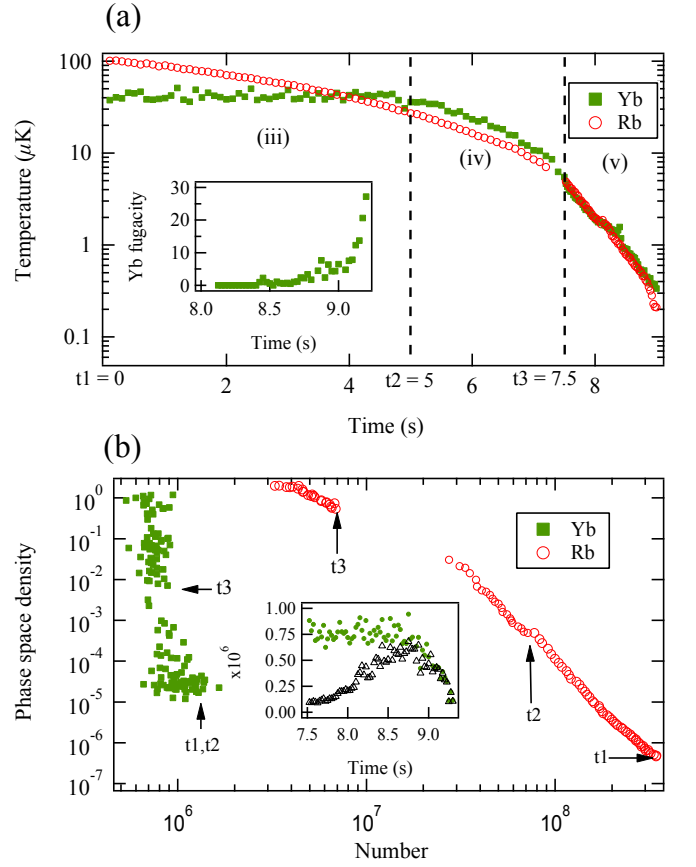 (a)
100
10
1
0.1
Temperature (μK)
Yb
Rb
(iii)
(iv)
(v)
30
20
10
0
Yb fugacity
8.0
8.5
9.0
Time (s)
t1 = 0
2
4
t2 = 5
6
t3 = 7.5
8
Time (s)
(b)
10^0
10^-1
10^-2
10^-3
10^-4
10^-5
10^-6
10^-7
Phase space density
Yb
Rb
t3
t3
t1,t2
t2
t1
1.00
0.75
0.50
0.25
0.00
x10^6
7.5
8.0
8.5
9.0
Time (s)
10^6
10^7
10^8
Number